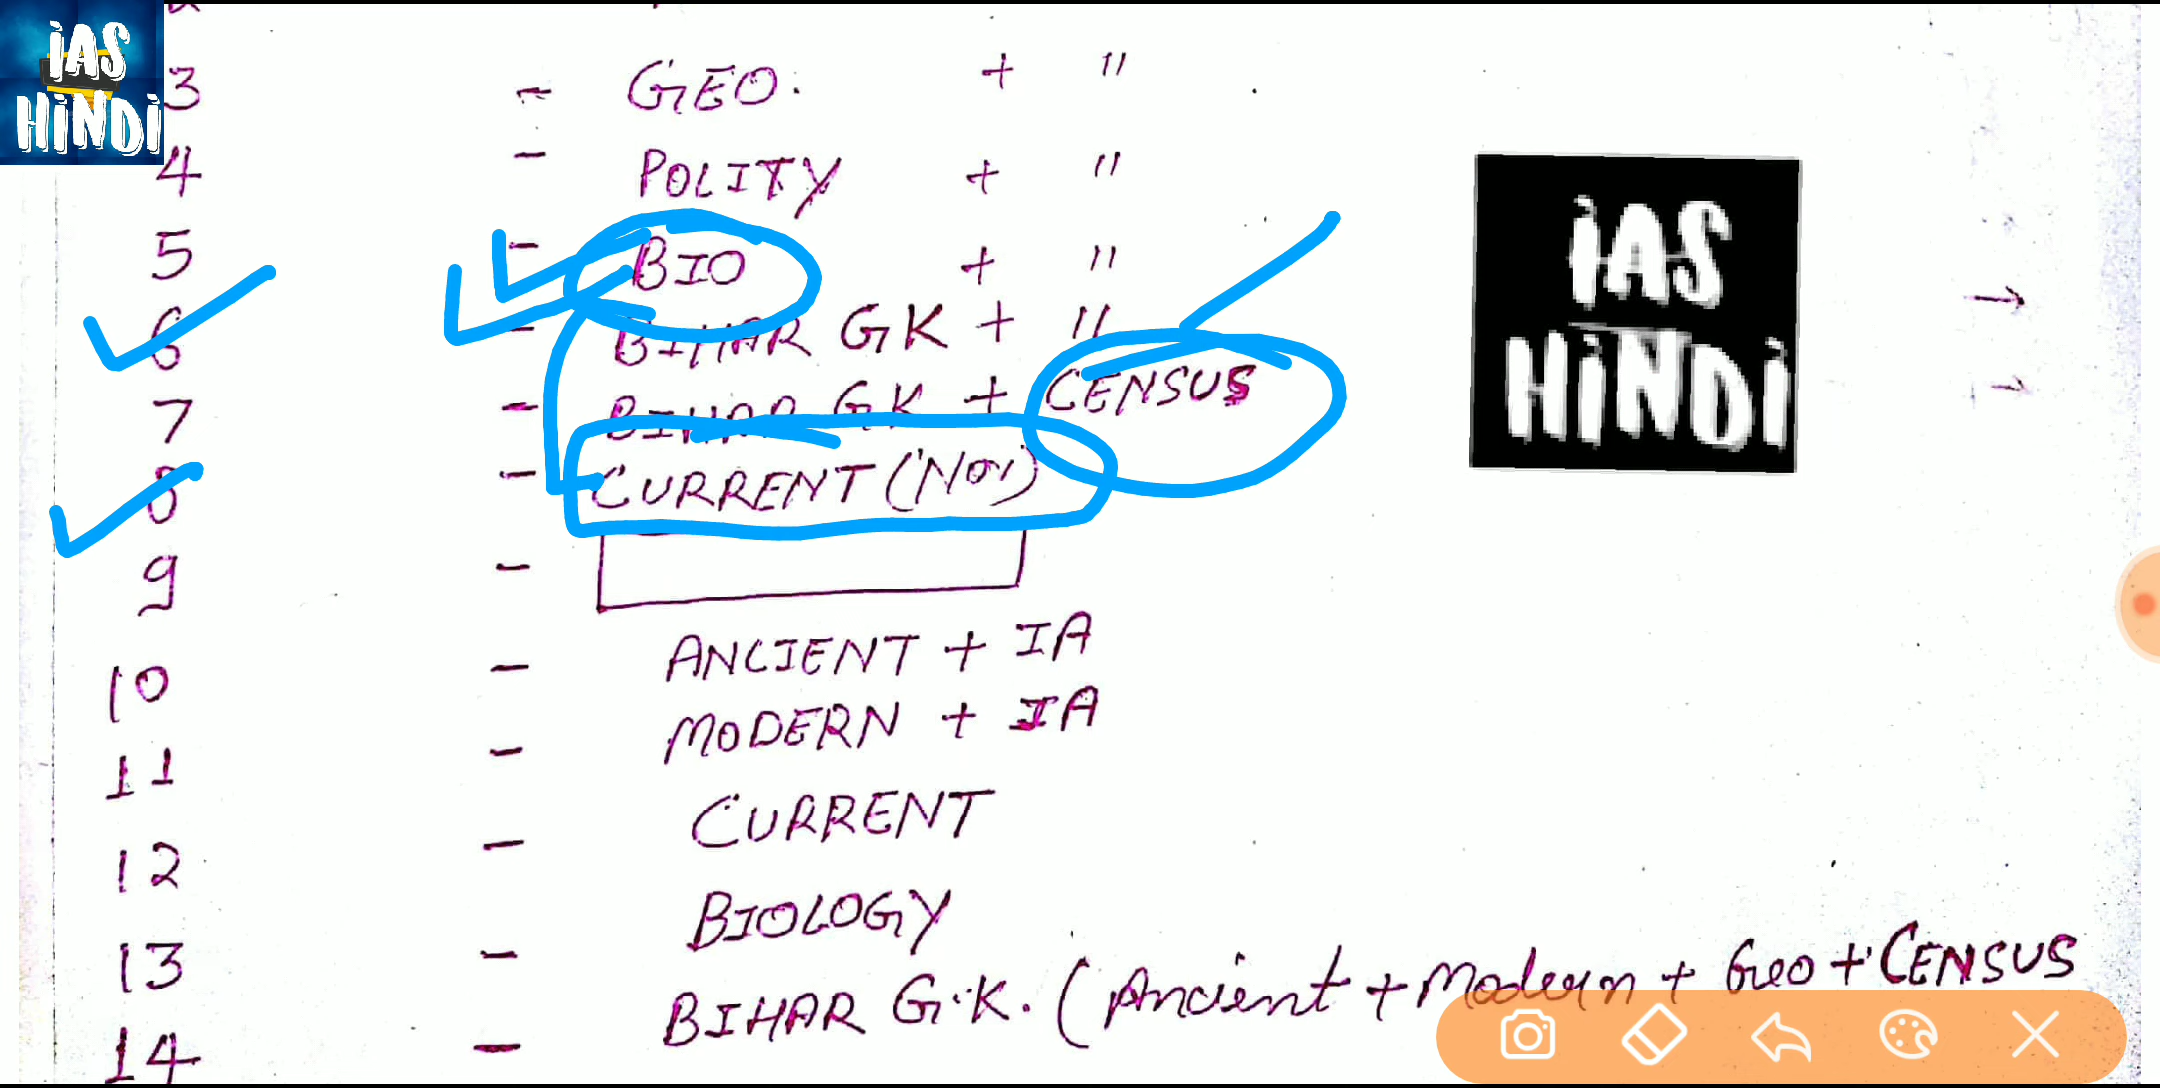 IAS
HINDI
3 - GEO. + "
4 - POLITY + "
5 - BIO + "
6 - BIHAR GK + "
7 - BIHAR GK + CENSUS
8 - CURRENT (Nov)
9 -
10 - ANCIENT + IA
11 - MODERN + IA
12 - CURRENT
13 - BIOLOGY
14 - BIHAR G.K. (Ancient + Modern + Geo + CENSUS
IAS
HINDI